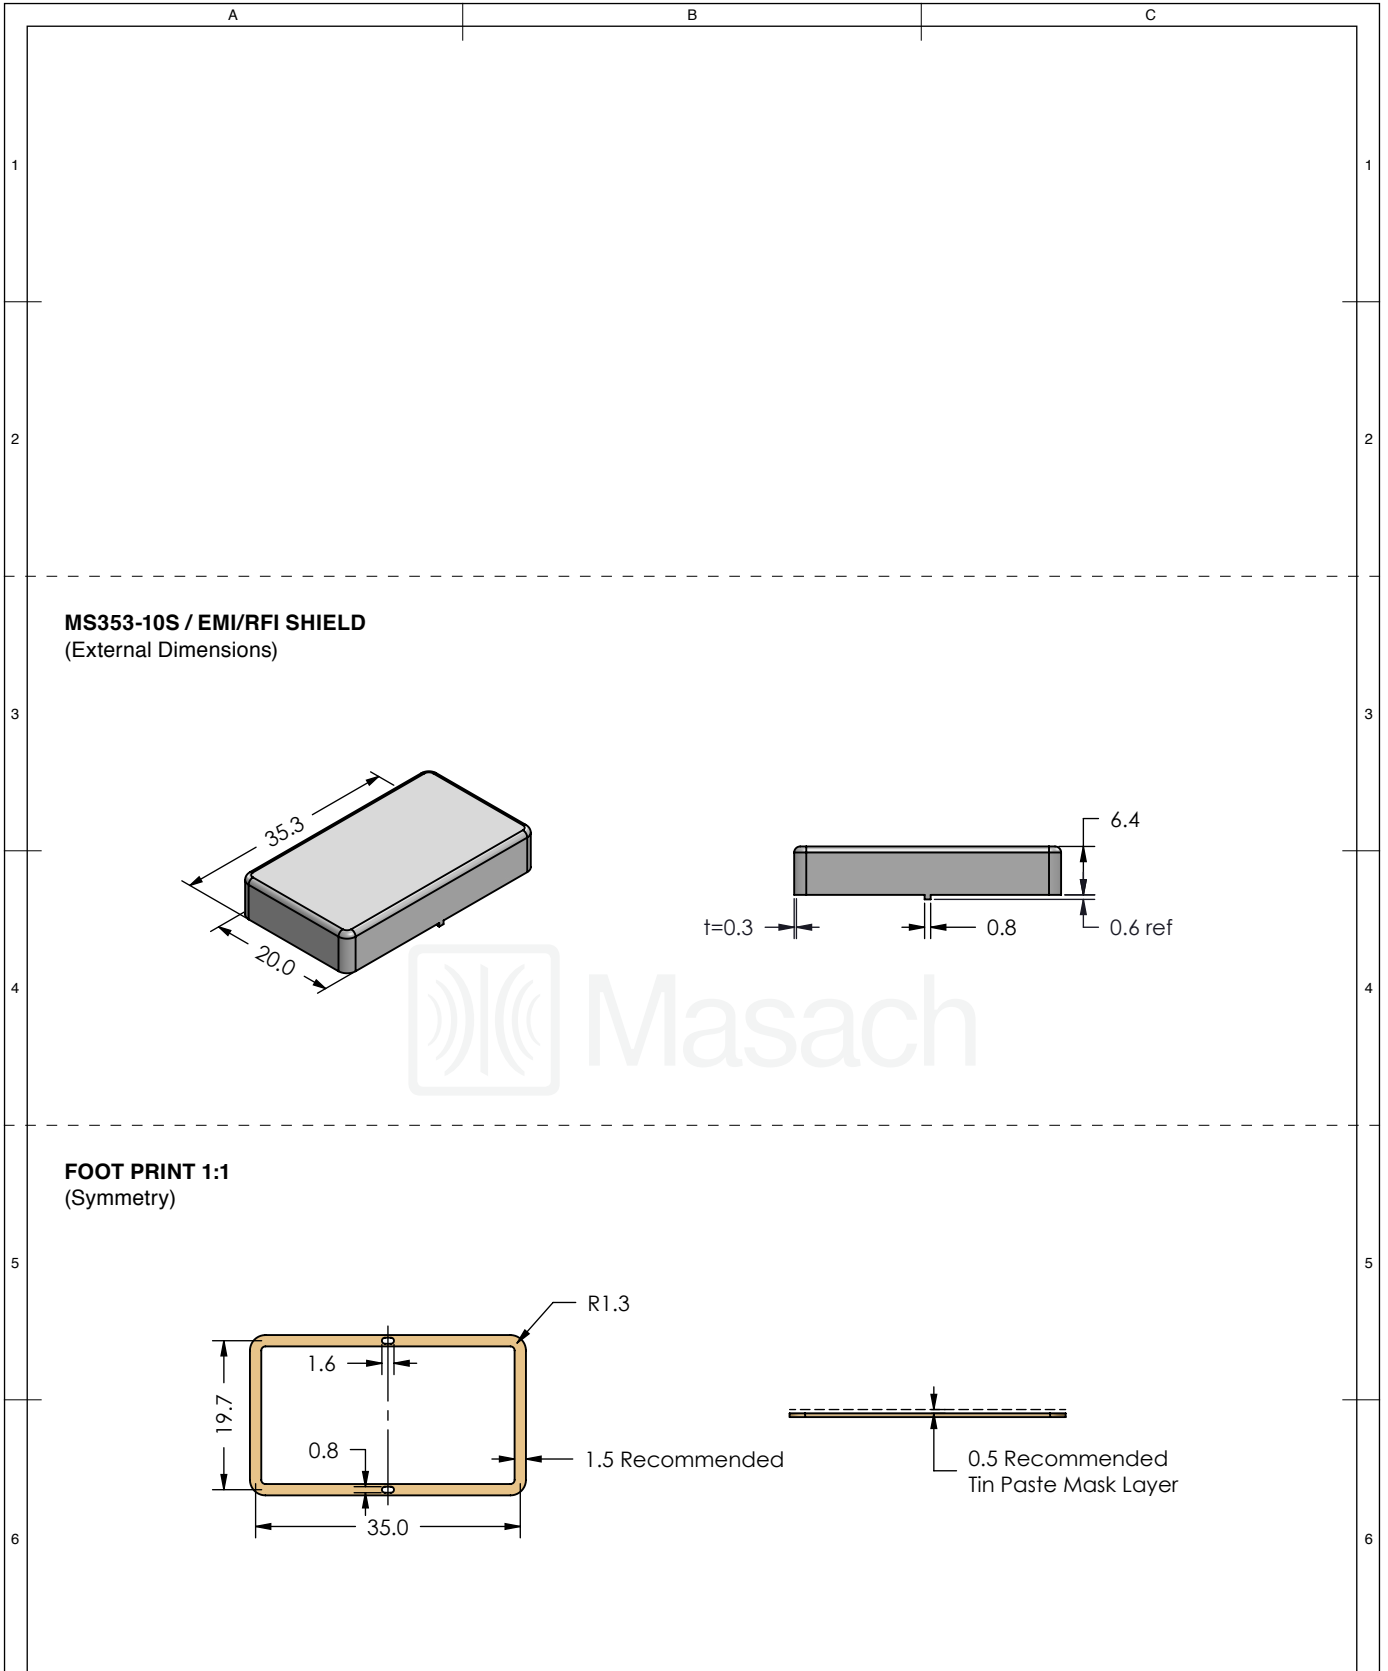 A B C
1 1
2 2
MS353-10S / EMI/RFI SHIELD
(External Dimensions)
3 3
35.3
20.0
6.4
t=0.3
0.8
0.6 ref
Masach
4 4
FOOT PRINT 1:1
(Symmetry)
5 5
R1.3
1.6
19.7
0.8
1.5 Recommended
35.0
0.5 Recommended
Tin Paste Mask Layer
6 6